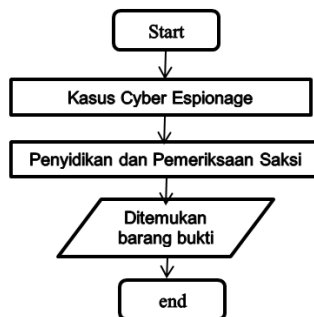 Start
Kasus Cyber Espionage
Penyidikan dan Pemeriksaan Saksi
Ditemukan
barang bukti
end